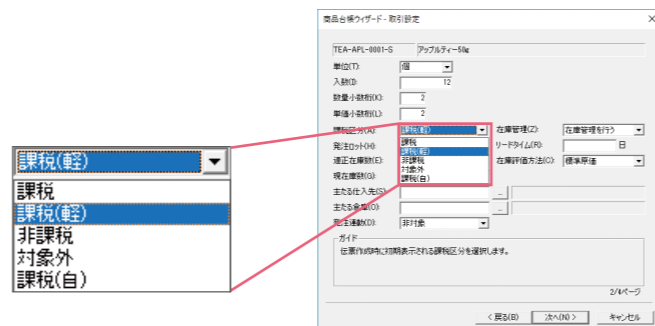 課税(軽)
課税
課税(軽)
非課税
対象外
課税(自)
商品台帳ウィザード - 取引設定
TEA-APL-0001-S アップルティー50g
単位(T): 個
入数(I): 12
数量小数桁(K): 2
単価小数桁(L): 2
課税区分(A): 課税(軽) 在庫管理(Z): 在庫管理を行う
課税
課税(軽)
非課税
対象外
課税(自)
発注ロット(H): リードタイム(R): 日
適正在庫数(E): 在庫評価方法(C): 標準原価
現在庫数(G):
主たる仕入先(S): ...
主たる倉庫(O): ...
発注連動(D): 非対象
ガイド
伝票作成時に初期表示される課税区分を選択します。
2/4ページ
< 戻る(B) 次へ(N) > キャンセル